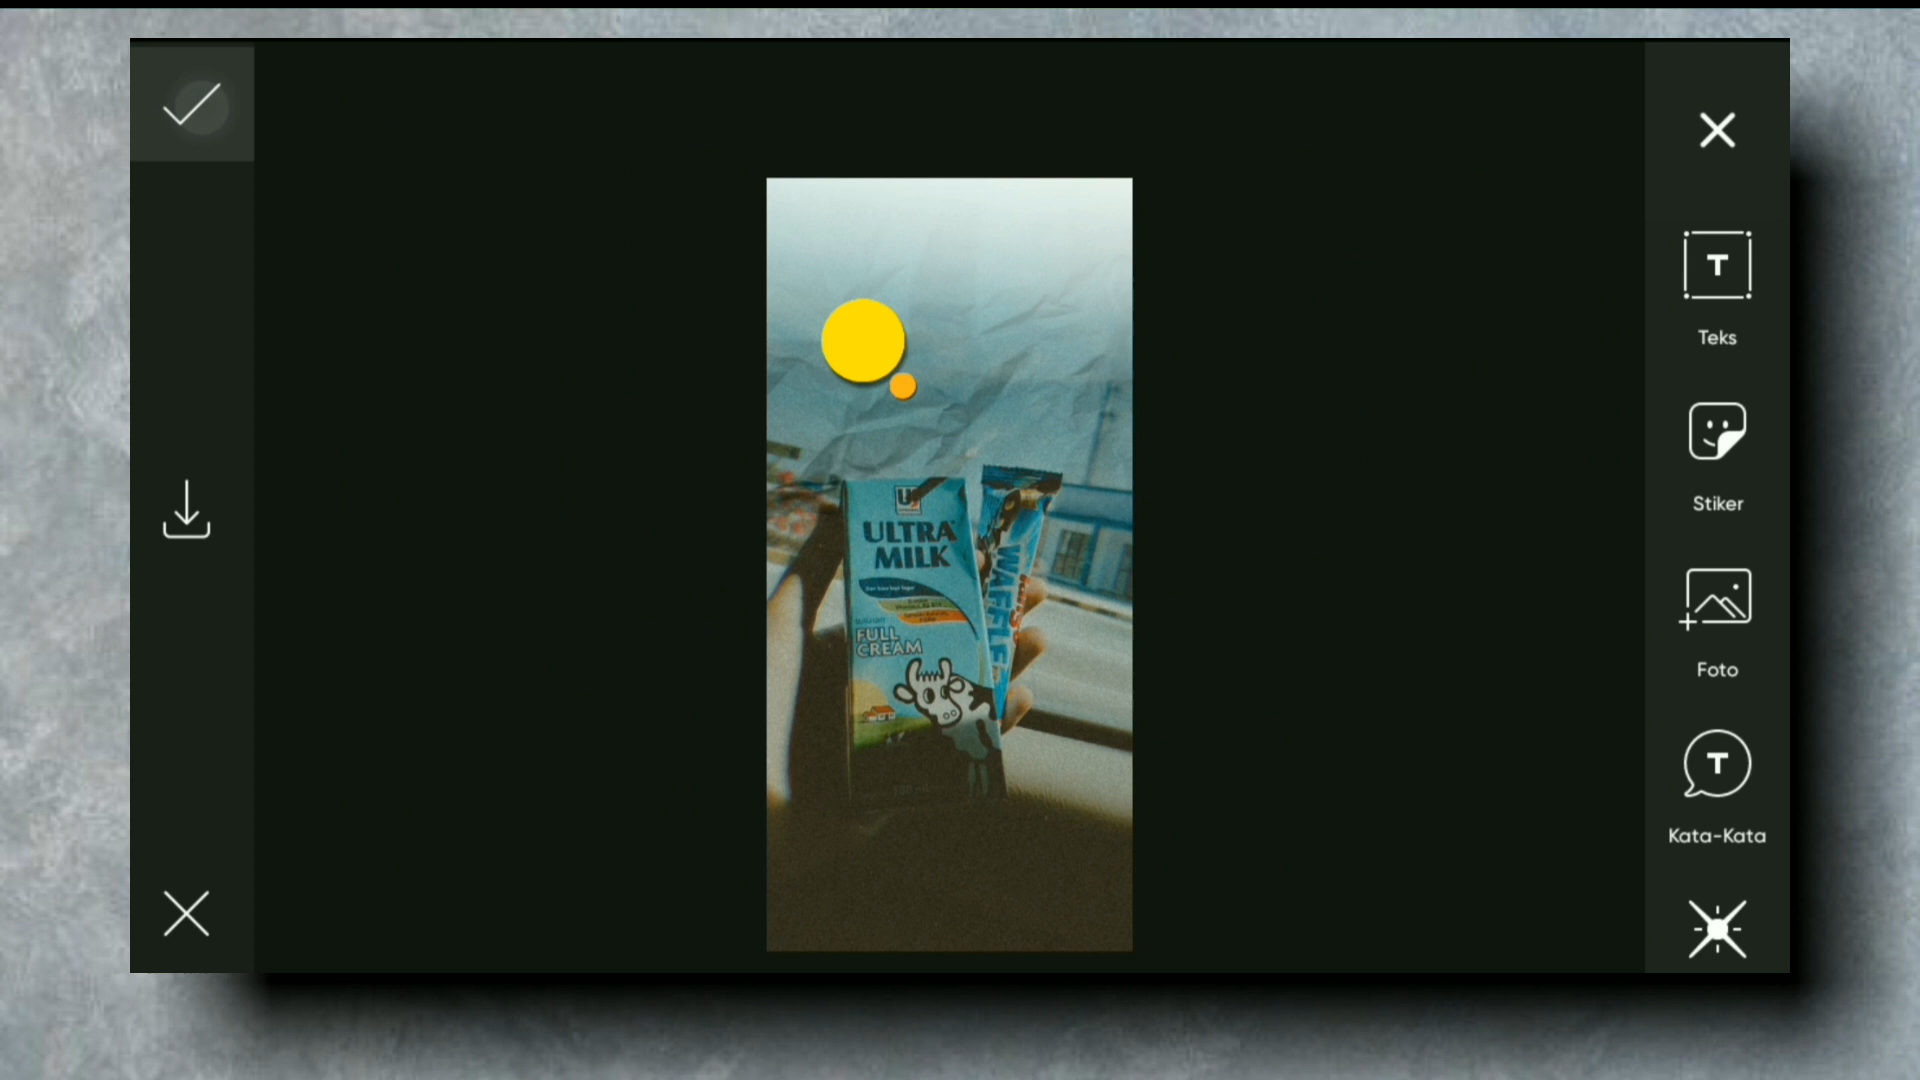 T
Teks
Stiker
Foto
T
Kata-Kata
U
ULTRA
MILK
FULL
CREAM
WAFFLE